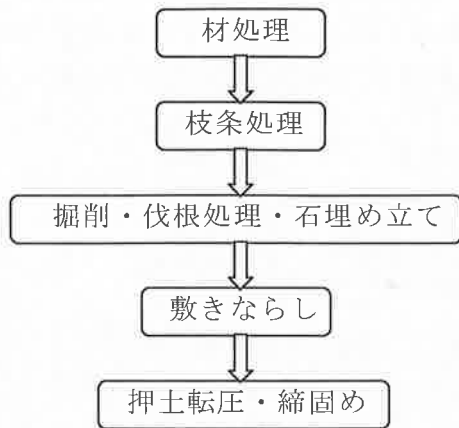 材処理
枝条処理
掘削・伐根処理・石埋め立て
敷きならし
押土転圧・締固め